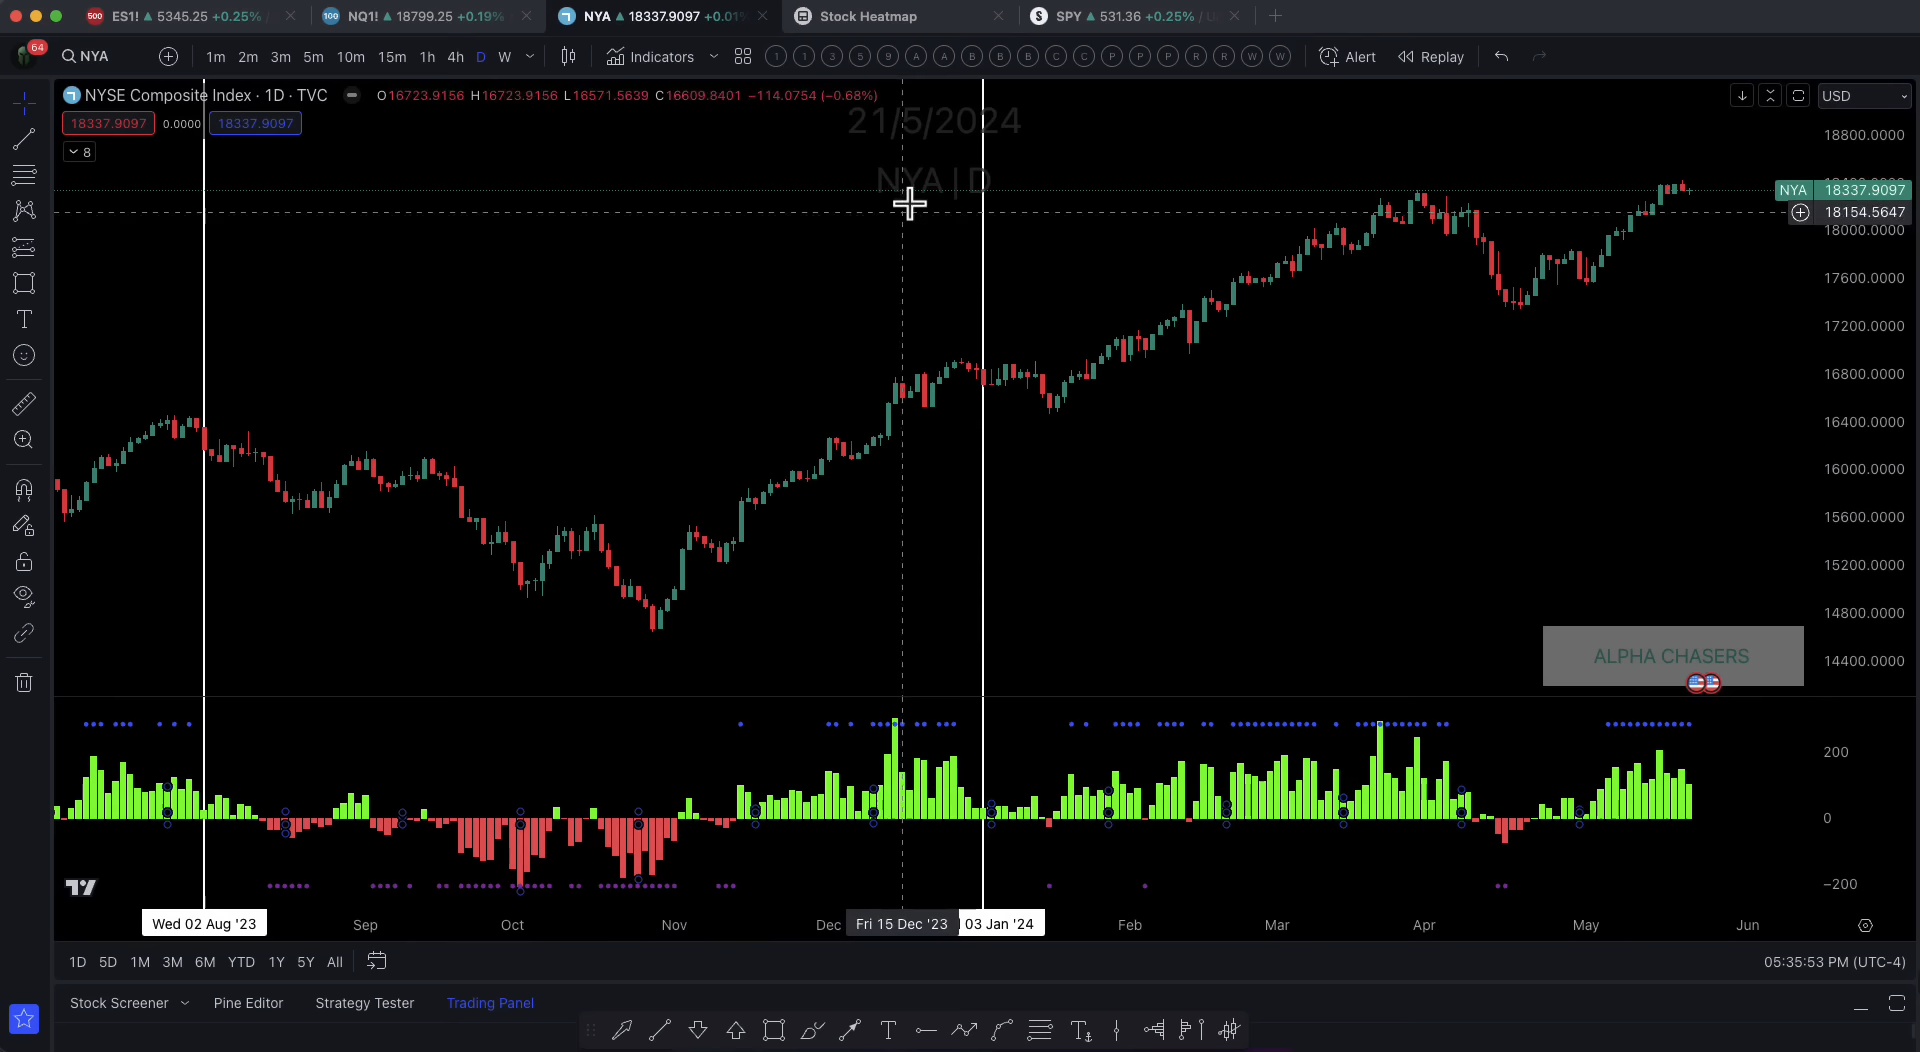 ES1! ▲ 5345.25 +0.25%
NQ1! ▲ 18799.25 +0.19%
NYA ▲ 18337.9097 +0.01%
Stock Heatmap
SPY ▲ 531.36 +0.25% / U
64
NYA
1m 2m 3m 5m 10m 15m 1h 4h D W
Indicators
1 1 3 5 9 A A B B B C C P P P R R W W
Alert
Replay
NYSE Composite Index · 1D · TVC
O16723.9156 H16723.9156 L16571.5639 C16609.8401 −114.0754 (−0.68%)
USD
18337.9097 0.0000 18337.9097
8
21/5/2024
NYA | D
18800.0000
NYA 18337.9097
18154.5647
18000.0000
17600.0000
17200.0000
16800.0000
16400.0000
16000.0000
15600.0000
15200.0000
14800.0000
14400.0000
ALPHA CHASERS
200
0
−200
Wed 02 Aug '23 Sep Oct Nov Dec Fri 15 Dec '23 03 Jan '24 Feb Mar Apr May Jun
1D 5D 1M 3M 6M YTD 1Y 5Y All
05:35:53 PM (UTC-4)
Stock Screener Pine Editor Strategy Tester Trading Panel